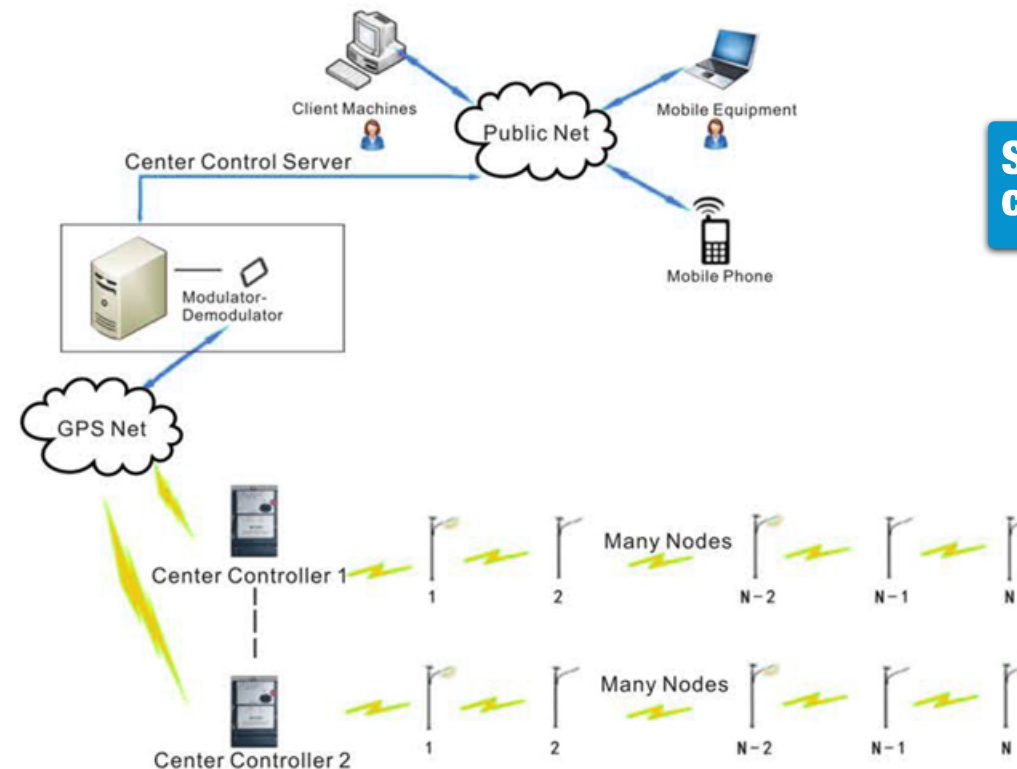 Client Machines
Public Net
Mobile Equipment
Center Control Server
Mobile Phone
Modulator-
Demodulator
GPS Net
Center Controller 1
Many Nodes
1
2
N-2
N-1
N
Center Controller 2
Many Nodes
1
2
N-2
N-1
N